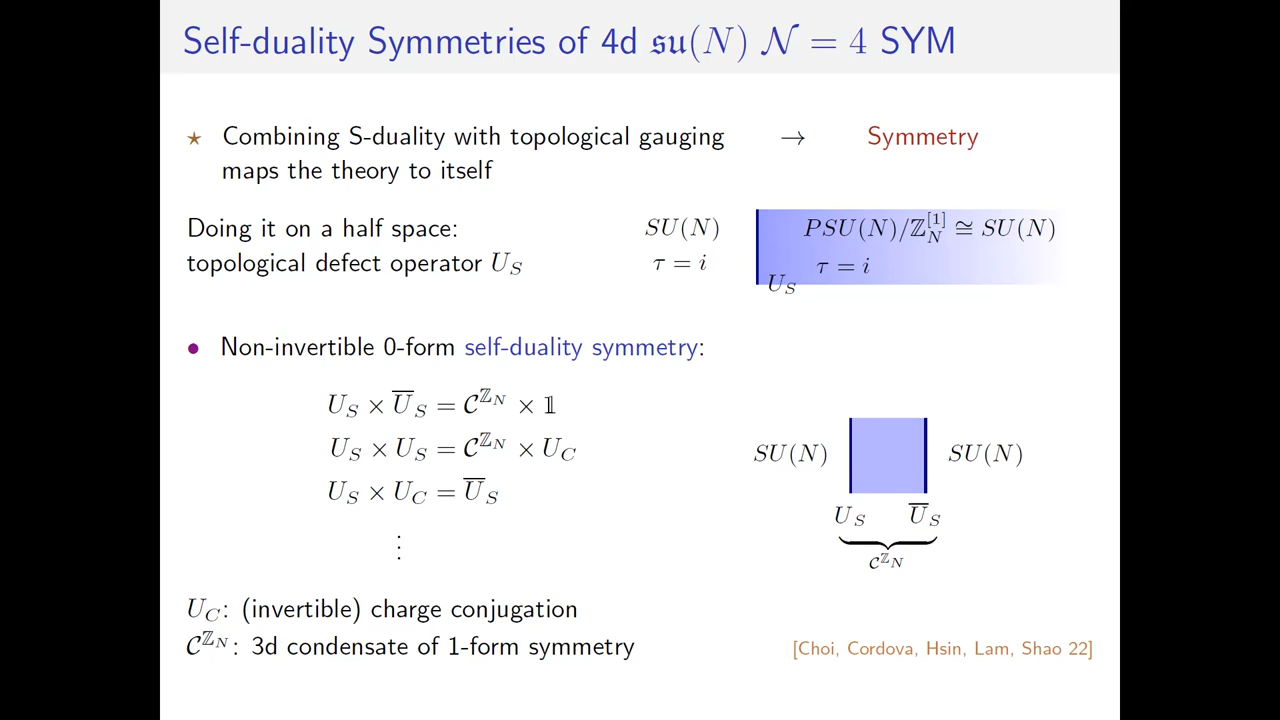 Self-duality Symmetries of 4d 𝔰𝔲(N) 𝒩 = 4 SYM
⋆ Combining S-duality with topological gauging → Symmetry
maps the theory to itself
Doing it on a half space: SU(N) PSU(N)/ℤ_N^{[1]} ≅ SU(N)
topological defect operator U_S τ = i τ = i
U_S
• Non-invertible 0-form self-duality symmetry:
U_S × U̅_S = 𝒞^{ℤ_N} × 𝟙
U_S × U_S = 𝒞^{ℤ_N} × U_C
SU(N) SU(N)
U_S × U_C = U̅_S
U_S U̅_S
⋮
𝒞^{ℤ_N}
U_C: (invertible) charge conjugation
𝒞^{ℤ_N}: 3d condensate of 1-form symmetry [Choi, Cordova, Hsin, Lam, Shao 22]